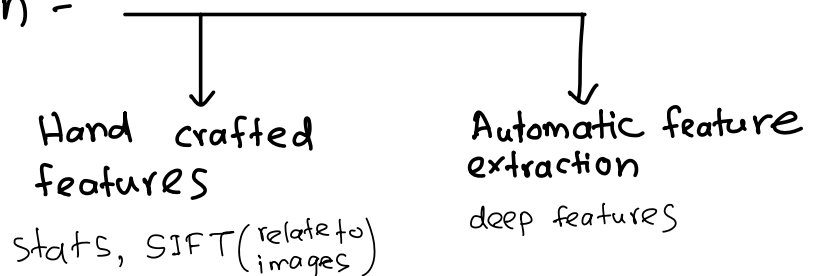 n) -
Hand crafted
features
stats, SIFT (relate to
images)
Automatic feature
extraction
deep features